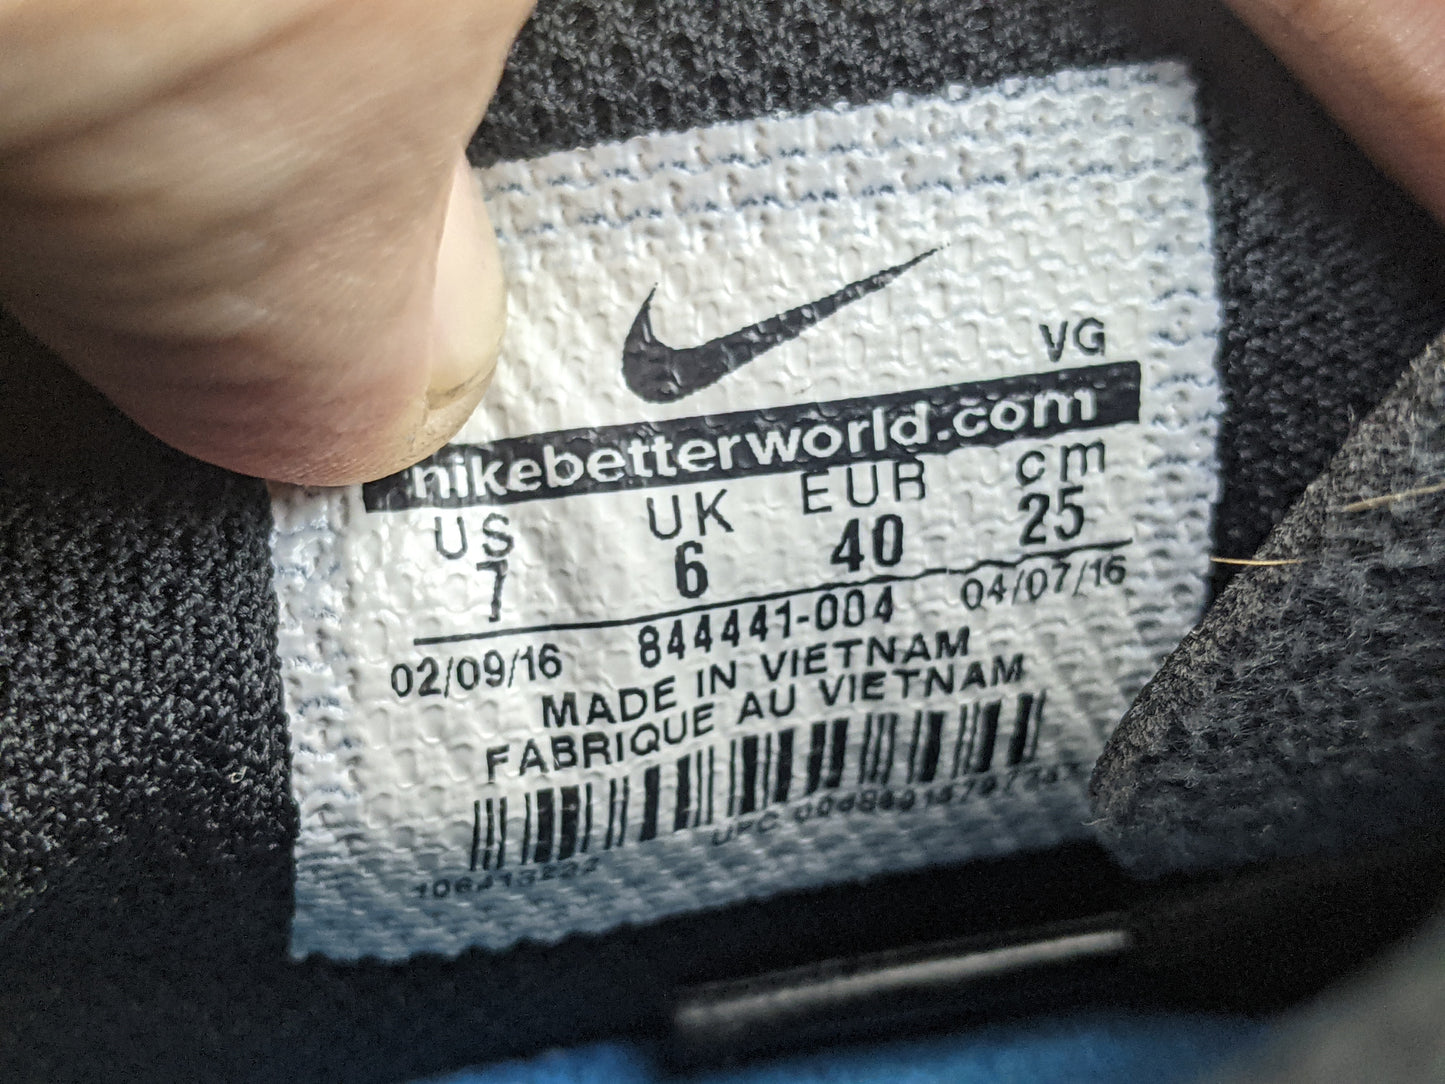 VG
nikebetterworld.com
US UK EUR cm
7 6 40 25
02/09/16 844441-004 04/07/16
MADE IN VIETNAM
FABRIQUE AU VIETNAM
UPC